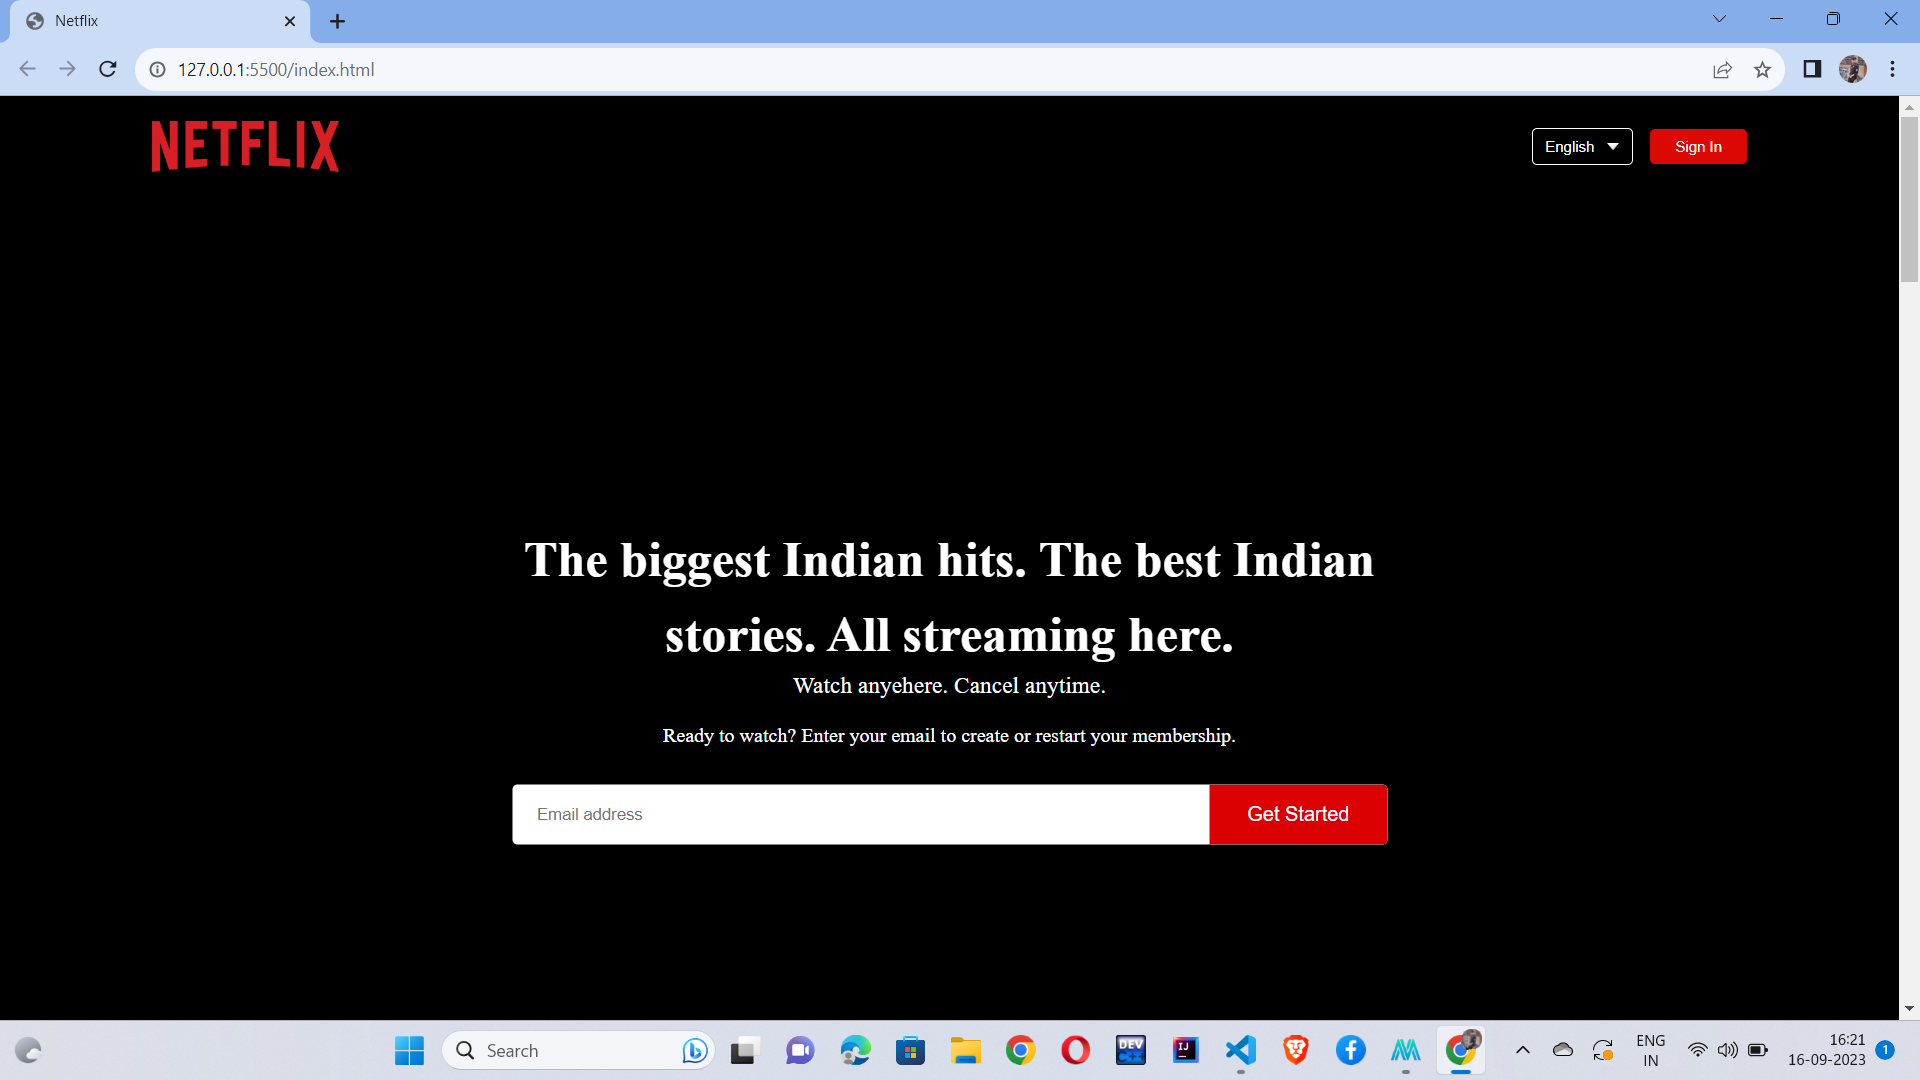 Netflix
127.0.0.1:5500/index.html
NETFLIX
English
Sign In
The biggest Indian hits. The best Indian
stories. All streaming here.
Watch anyehere. Cancel anytime.
Ready to watch? Enter your email to create or restart your membership.
Email address
Get Started
Search
DEV
C++
IJ
ENG
IN
16:21
16-09-2023
1